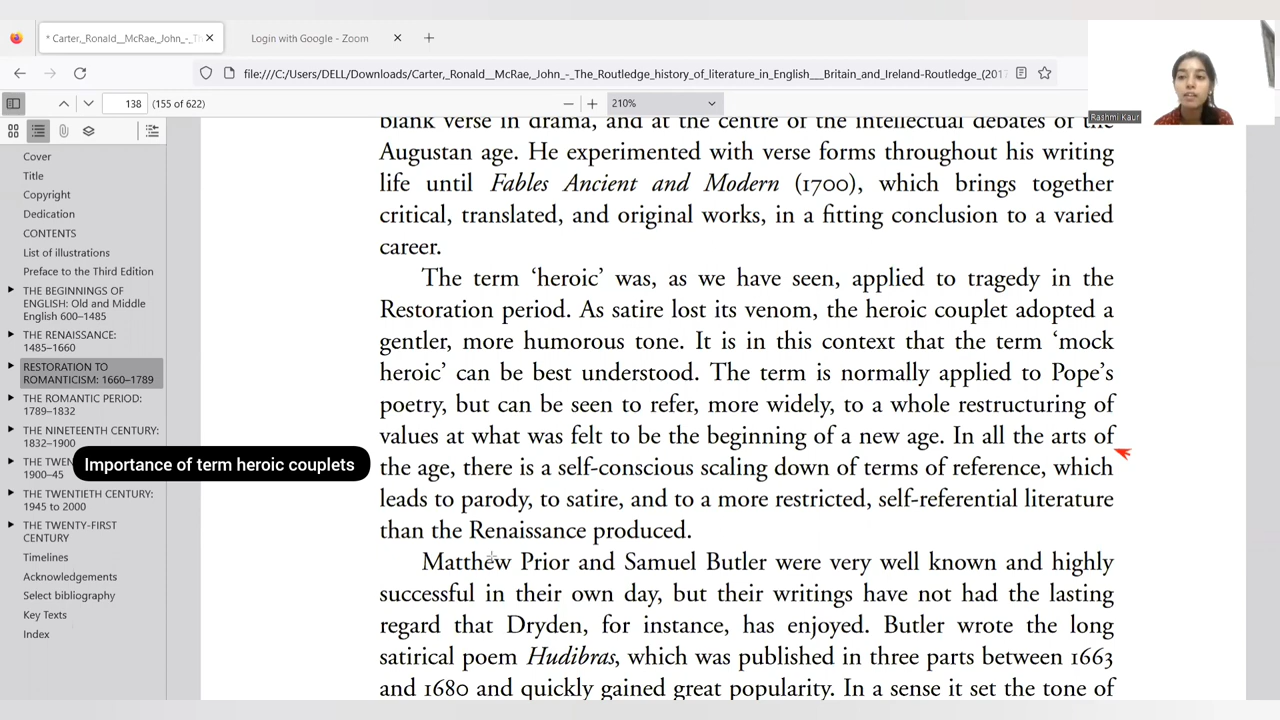 * Carter,_Ronald__McRae,_John_-_Th
Login with Google - Zoom
file:///C:/Users/DELL/Downloads/Carter,_Ronald__McRae,_John_-_The_Routledge_history_of_literature_in_English___Britain_and_Ireland-Routledge_(2017
138 (155 of 622)
210%
Rashmi Kaur
Cover
Title
Copyright
Dedication
CONTENTS
List of illustrations
Preface to the Third Edition
THE BEGINNINGS OF
ENGLISH: Old and Middle
English 600–1485
THE RENAISSANCE:
1485–1660
RESTORATION TO
ROMANTICISM: 1660–1789
THE ROMANTIC PERIOD:
1789–1832
THE NINETEENTH CENTURY:
1832–1900
THE TW
1900-45
THE TWENTIETH CENTURY:
1945 to 2000
THE TWENTY-FIRST
CENTURY
Timelines
Acknowledgements
Select bibliography
Key Texts
Index
Importance of term heroic couplets
blank verse in drama, and at the centre of the intellectual debates of the
Augustan age. He experimented with verse forms throughout his writing
life until Fables Ancient and Modern (1700), which brings together
critical, translated, and original works, in a fitting conclusion to a varied
career.
The term ‘heroic’ was, as we have seen, applied to tragedy in the
Restoration period. As satire lost its venom, the heroic couplet adopted a
gentler, more humorous tone. It is in this context that the term ‘mock
heroic’ can be best understood. The term is normally applied to Pope’s
poetry, but can be seen to refer, more widely, to a whole restructuring of
values at what was felt to be the beginning of a new age. In all the arts of
the age, there is a self-conscious scaling down of terms of reference, which
leads to parody, to satire, and to a more restricted, self-referential literature
than the Renaissance produced.
Matthew Prior and Samuel Butler were very well known and highly
successful in their own day, but their writings have not had the lasting
regard that Dryden, for instance, has enjoyed. Butler wrote the long
satirical poem Hudibras, which was published in three parts between 1663
and 1680 and quickly gained great popularity. In a sense it set the tone of